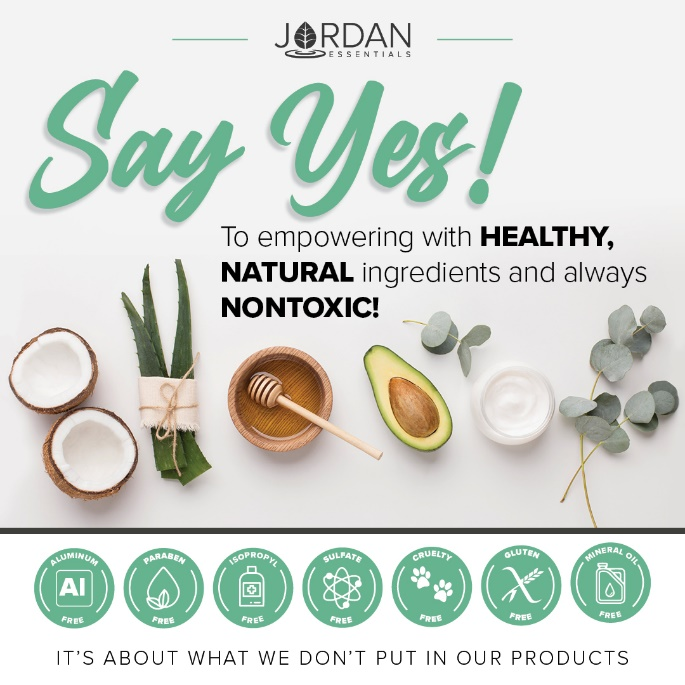 JORDAN
ESSENTIALS
Say Yes!
To empowering with HEALTHY,
NATURAL ingredients and always
NONTOXIC!
ALUMINUM
Al
FREE
PARABEN
FREE
ISOPROPYL
FREE
SULFATE
FREE
CRUELTY
FREE
GLUTEN
FREE
MINERAL OIL
FREE
IT'S ABOUT WHAT WE DON'T PUT IN OUR PRODUCTS